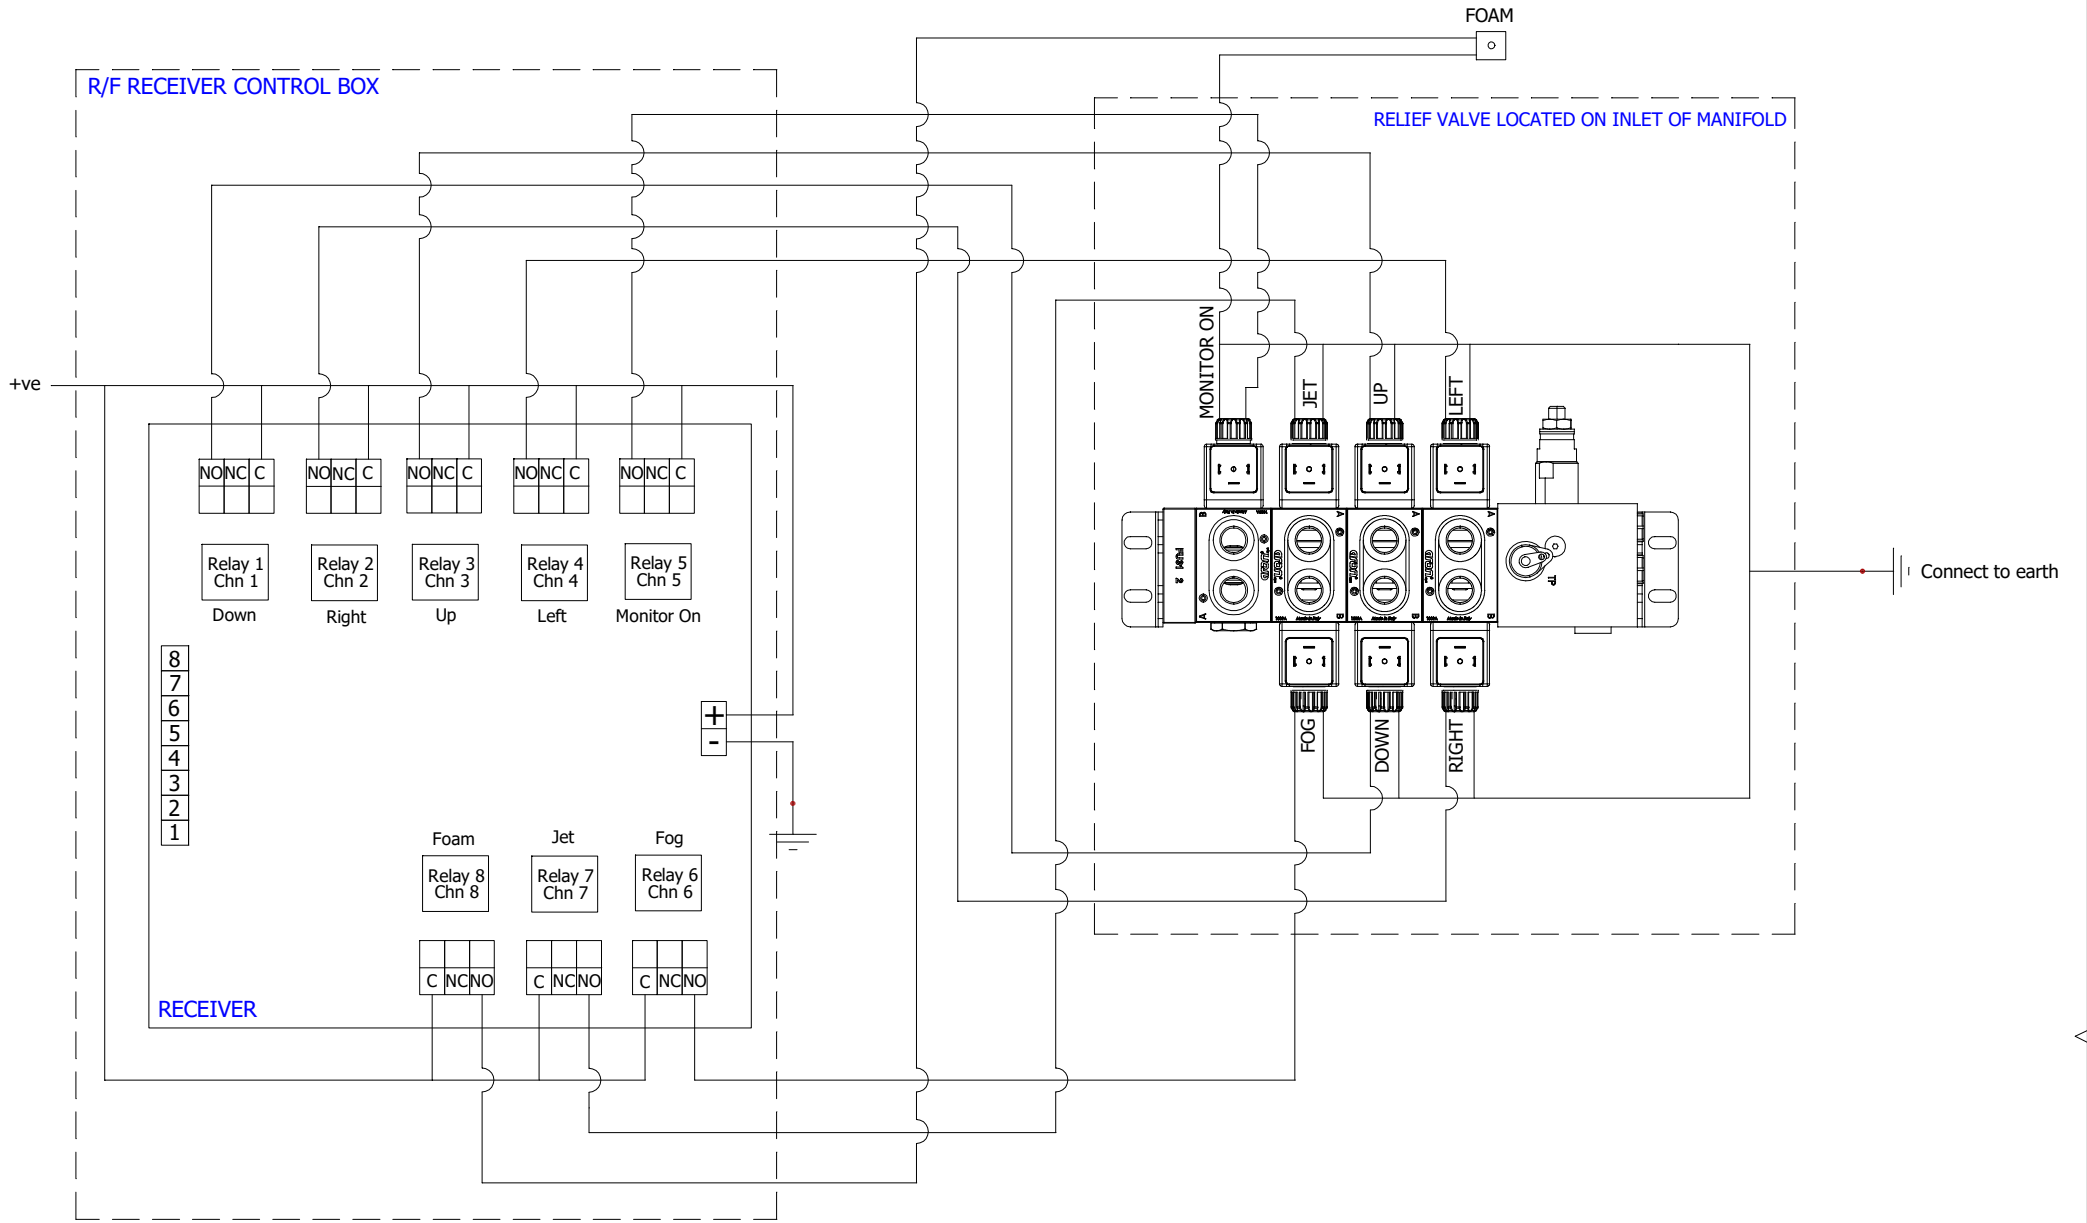 FOAM
R/F RECEIVER CONTROL BOX
RELIEF VALVE LOCATED ON INLET OF MANIFOLD
MONITOR ON
JET
UP
LEFT
+ve
NO NC C
NO NC C
NO NC C
NO NC C
NO NC C
Relay 1
Chn 1
Relay 2
Chn 2
Relay 3
Chn 3
Relay 4
Chn 4
Relay 5
Chn 5
Down
Right
Up
Left
Monitor On
B
A
A
A
A
B
B
B
TP
Connect to earth
8
7
6
5
4
3
2
1
+
-
FOG
DOWN
RIGHT
Foam
Jet
Fog
Relay 8
Chn 8
Relay 7
Chn 7
Relay 6
Chn 6
C NC NO
C NC NO
C NC NO
RECEIVER